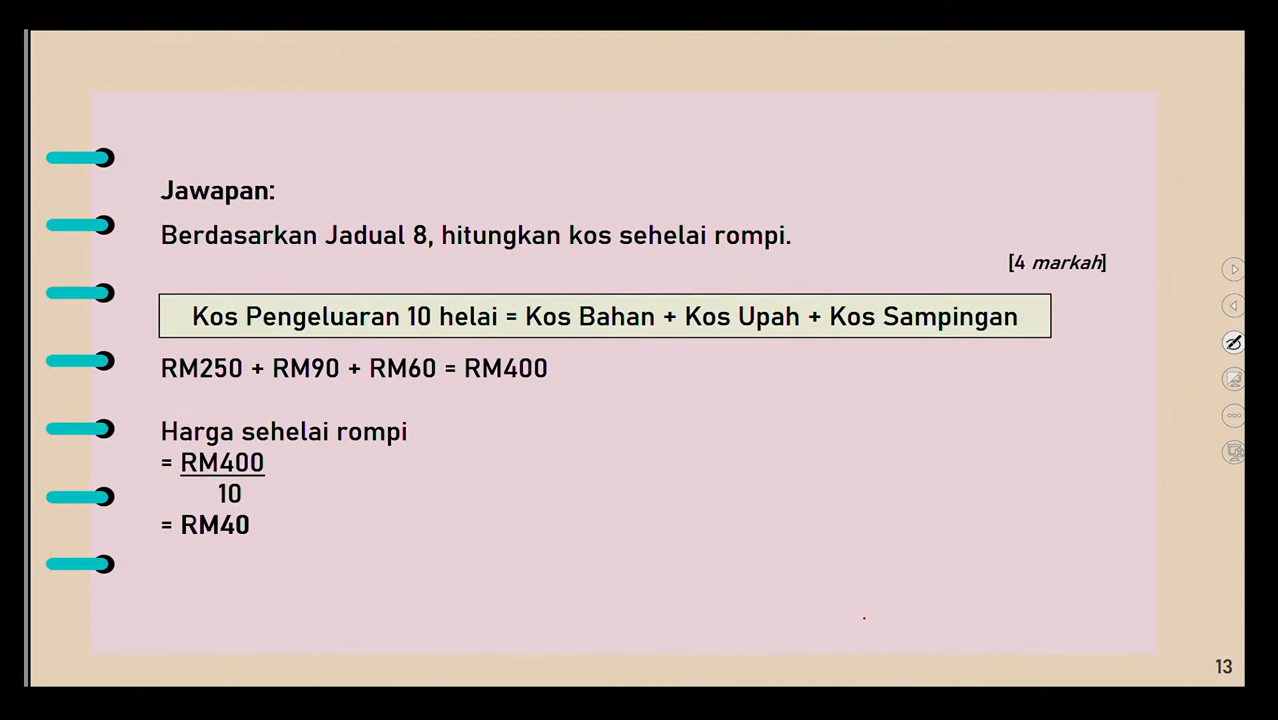 Jawapan:
Berdasarkan Jadual 8, hitungkan kos sehelai rompi.
[4 markah]
Kos Pengeluaran 10 helai = Kos Bahan + Kos Upah + Kos Sampingan
RM250 + RM90 + RM60 = RM400
Harga sehelai rompi
= RM400
10
= RM40
13